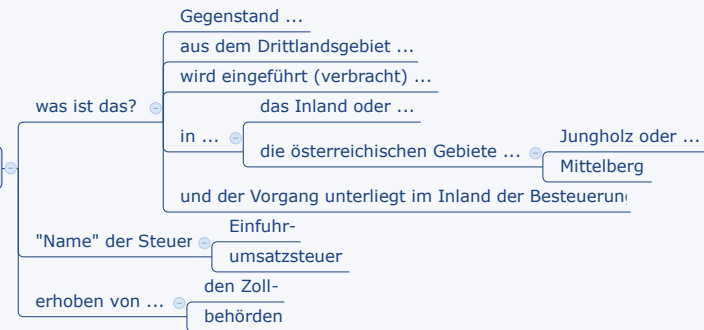 Gegenstand ...
aus dem Drittlandsgebiet ...
wird eingeführt (verbracht) ...
was ist das?
das Inland oder ...
in ...
die österreichischen Gebiete ...
Jungholz oder ...
Mittelberg
und der Vorgang unterliegt im Inland der Besteuerung
"Name" der Steuer
Einfuhr-
umsatzsteuer
erhoben von ...
den Zoll-
behörden